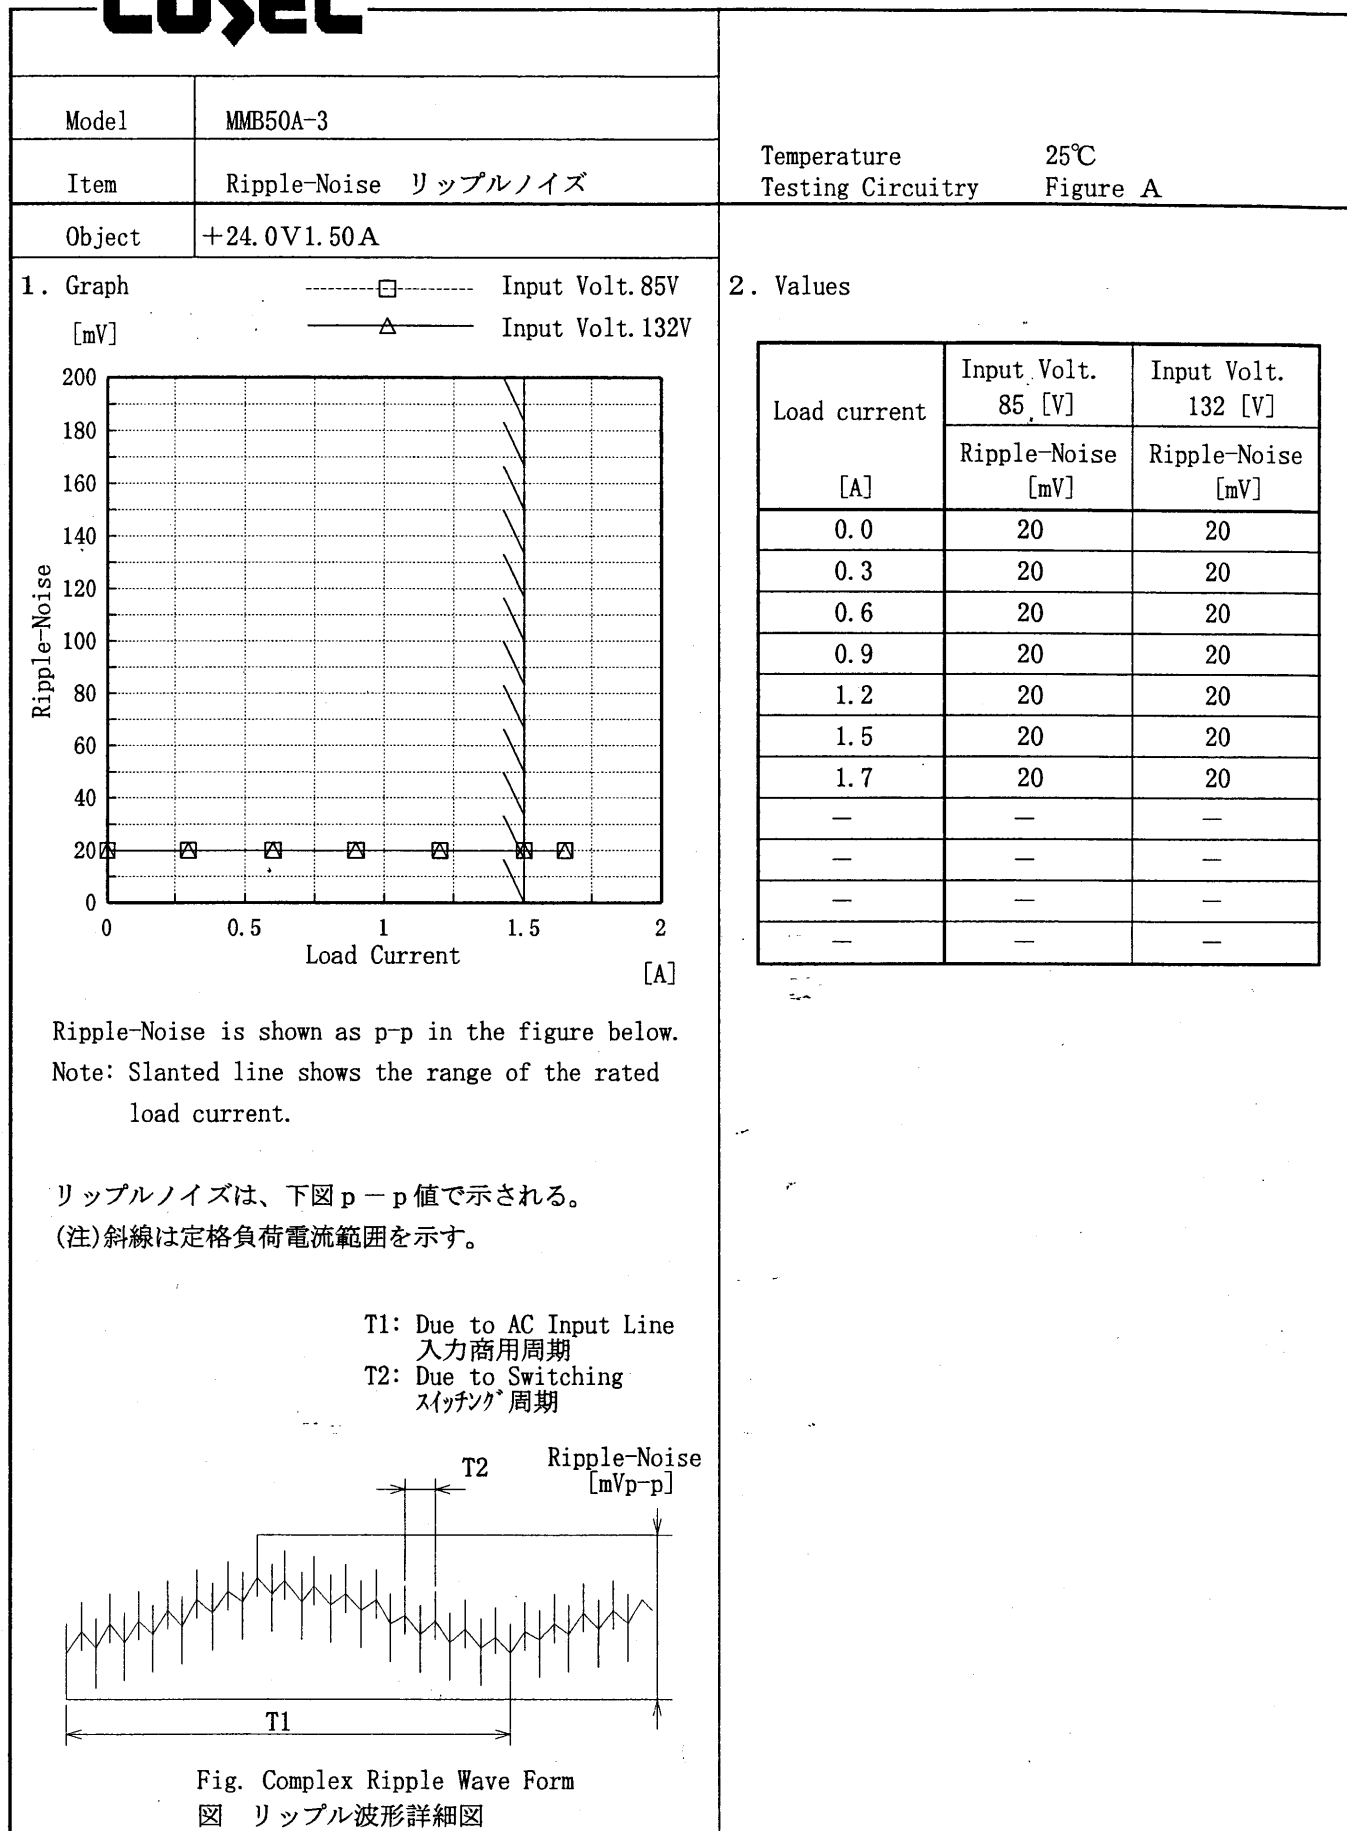 COSEL
Model MMB50A-3
Item Ripple-Noise リップルノイズ
Object +24.0V1.50A
Temperature 25℃
Testing Circuitry Figure A
1. Graph
Input Volt. 85V
Input Volt. 132V
[mV]
200
180
160
140
120
100
80
60
40
20
0
Ripple-Noise
0 0.5 1 1.5 2
Load Current
[A]
Ripple-Noise is shown as p-p in the figure below.
Note: Slanted line shows the range of the rated
load current.
リップルノイズは、下図p-p値で示される。
(注)斜線は定格負荷電流範囲を示す。
T1: Due to AC Input Line
入力商用周期
T2: Due to Switching
ｽｲｯﾁﾝｸﾞ周期
T2
Ripple-Noise
[mVp-p]
T1
Fig. Complex Ripple Wave Form
図 リップル波形詳細図
2. Values
Load current [A]
Input Volt. 85 [V]
Input Volt. 132 [V]
Ripple-Noise [mV]
Ripple-Noise [mV]
0.0 20 20
0.3 20 20
0.6 20 20
0.9 20 20
1.2 20 20
1.5 20 20
1.7 20 20
— — —
— — —
— — —
— — —